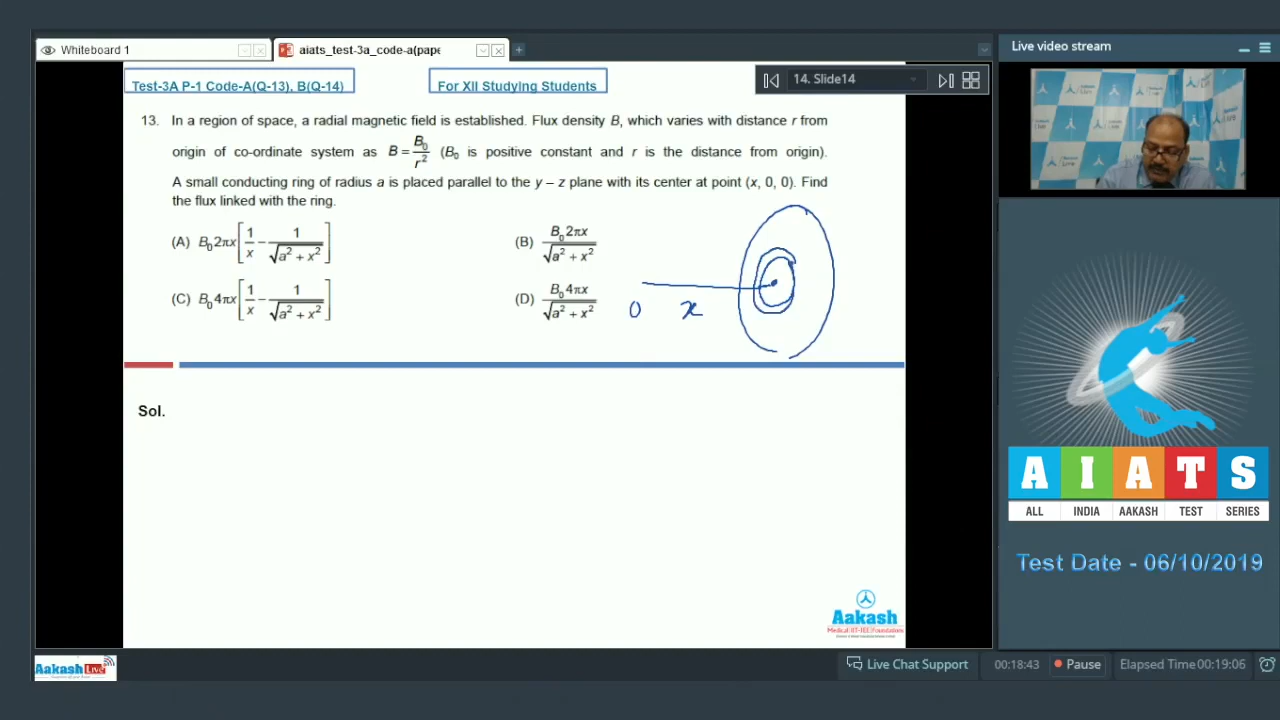 Whiteboard 1
aiats_test-3a_code-a(pape
Live video stream
Test-3A P-1 Code-A(Q-13), B(Q-14)
For XII Studying Students
14. Slide14
13. In a region of space, a radial magnetic field is established. Flux density B, which varies with distance r from
origin of co-ordinate system as B = B₀/r² (B₀ is positive constant and r is the distance from origin).
A small conducting ring of radius a is placed parallel to the y – z plane with its center at point (x, 0, 0). Find
the flux linked with the ring.
(A) B₀2πx[1/x − 1/√(a² + x²)]
(B) B₀2πx/√(a² + x²)
(C) B₀4πx[1/x − 1/√(a² + x²)]
(D) B₀4πx/√(a² + x²)
0 x
Sol.
A I A T S
ALL INDIA AAKASH TEST SERIES
Test Date - 06/10/2019
Aakash
Medical|IIT-JEE|Foundations
Aakash Live
Live Chat Support
00:18:43
Pause
Elapsed Time 00:19:06